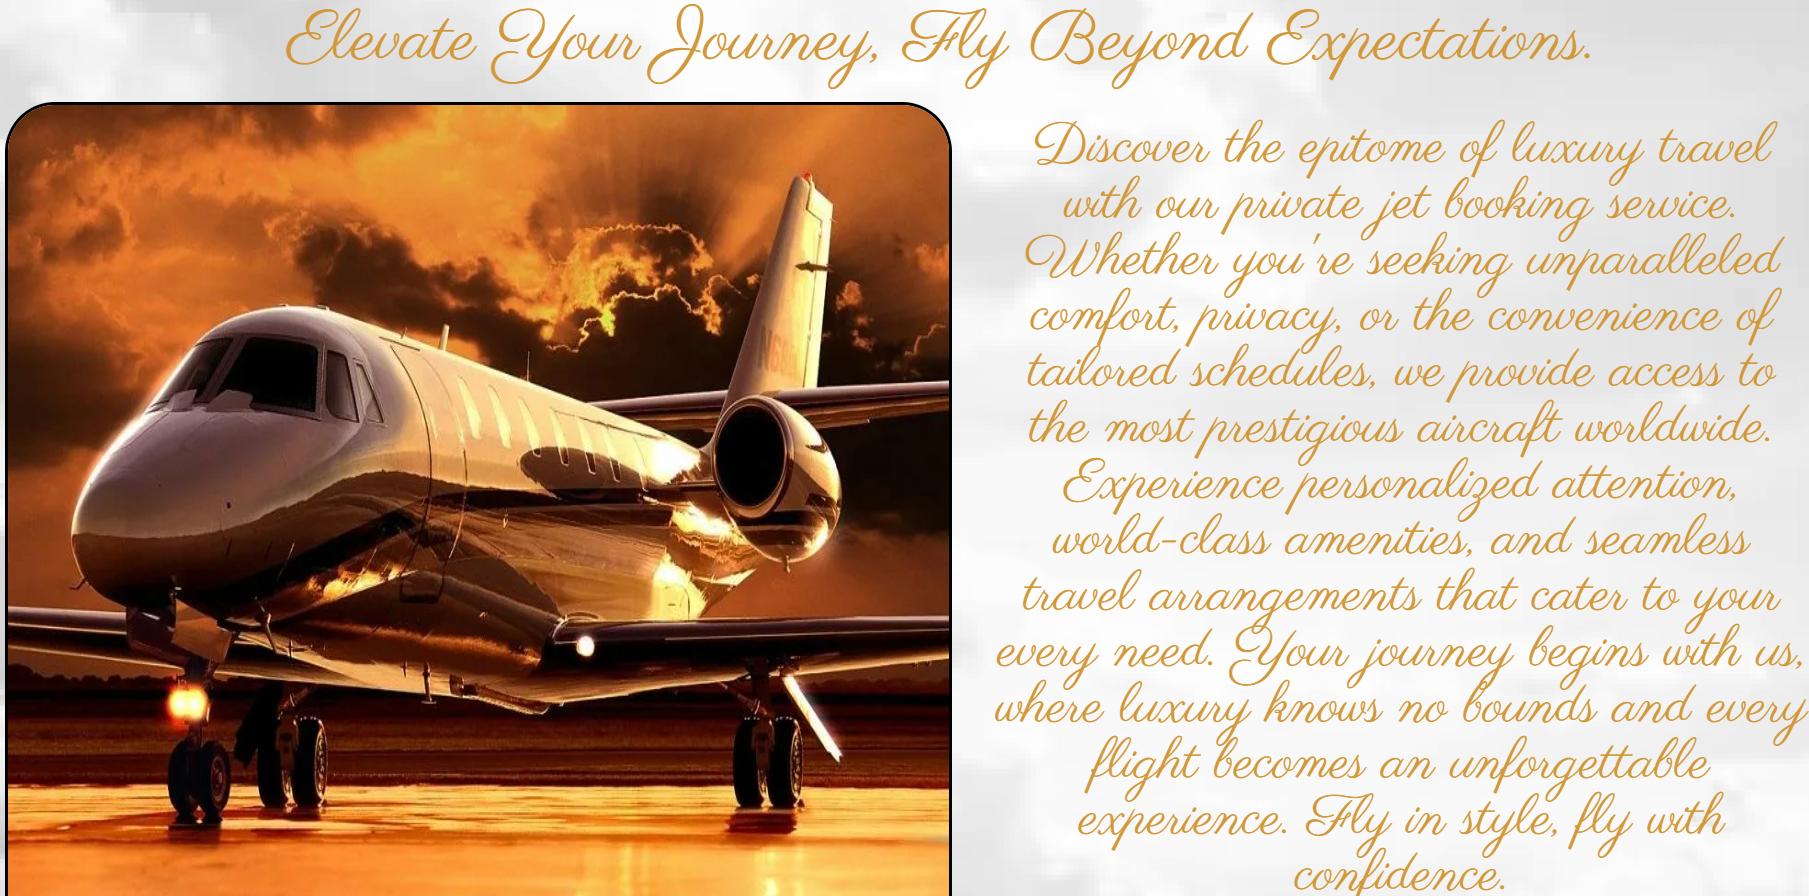 Elevate Your Journey, Fly Beyond Expectations.
Discover the epitome of luxury travel
with our private jet booking service.
Whether you're seeking unparalleled
comfort, privacy, or the convenience of
tailored schedules, we provide access to
the most prestigious aircraft worldwide.
Experience personalized attention,
world-class amenities, and seamless
travel arrangements that cater to your
every need. Your journey begins with us,
where luxury knows no bounds and every
flight becomes an unforgettable
experience. Fly in style, fly with
confidence.